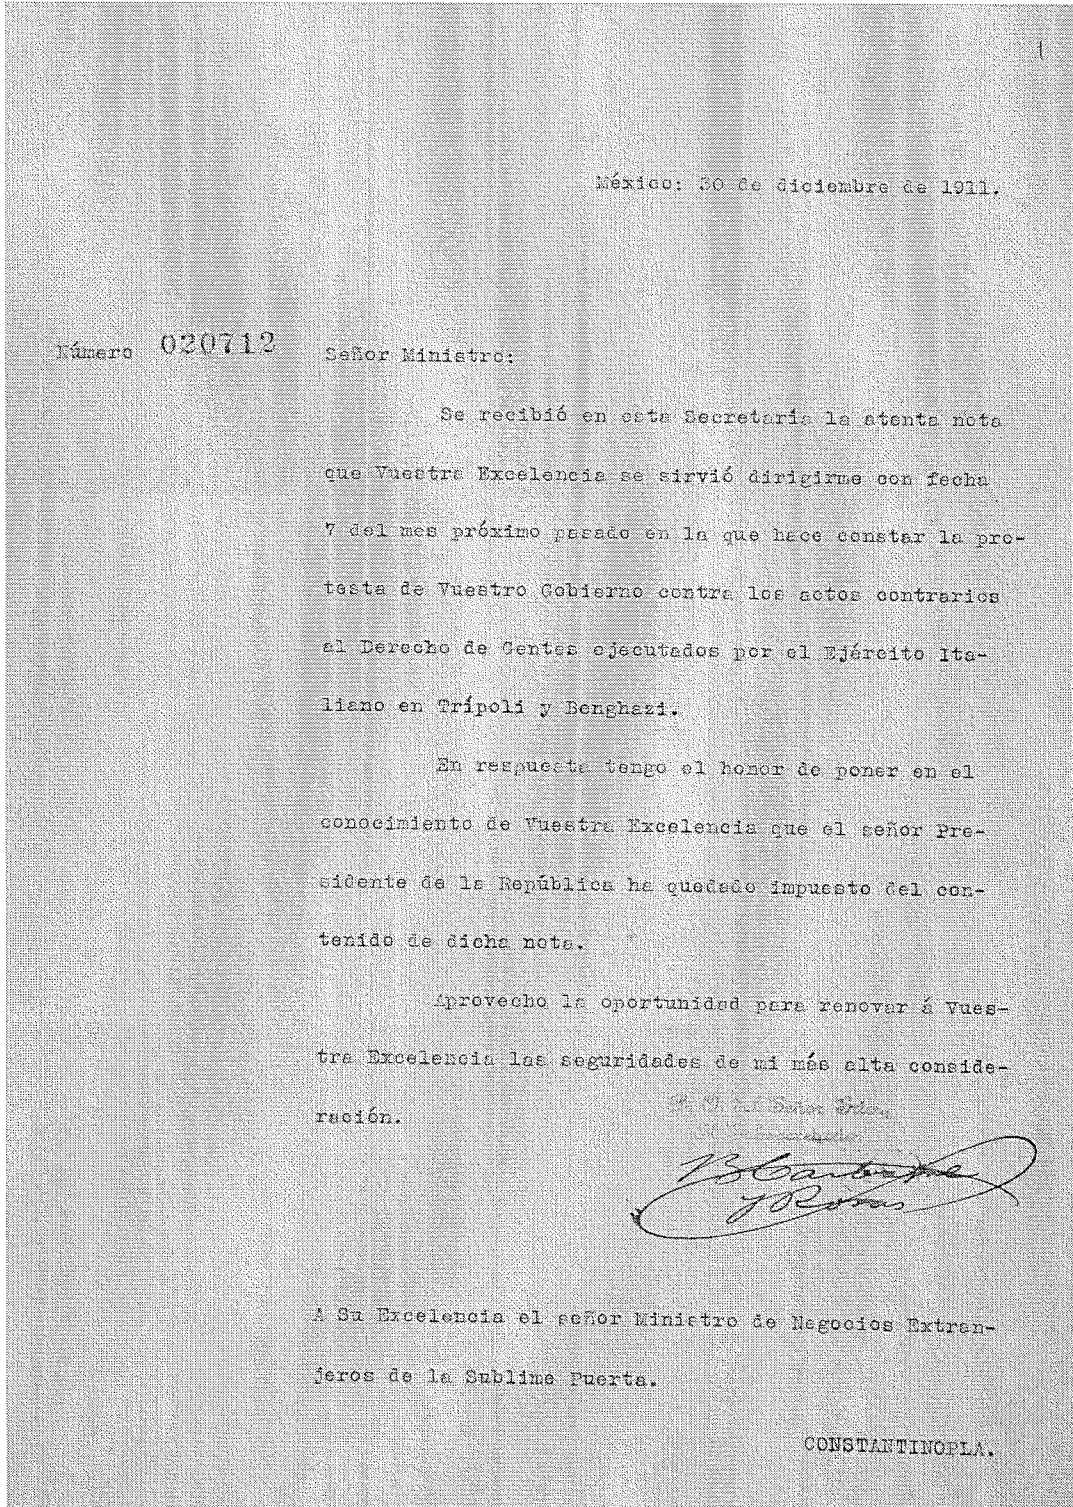 1
México: 30 de diciembre de 1911.
Número 020712
Señor Ministro:
Se recibió en esta Secretaría la atenta nota
que Vuestra Excelencia se sirvió dirigirme con fecha
7 del mes próximo pasado en la que hace constar la pro-
testa de Vuestro Gobierno contra los actos contrarios
al Derecho de Gentes ejecutados por el Ejército Ita-
liano en Trípoli y Benghazi.
En respuesta tengo el honor de poner en el
conocimiento de Vuestra Excelencia que el señor Pre-
sidente de la República ha quedado impuesto del con-
tenido de dicha nota.
Aprovecho la oportunidad para renovar á Vues-
tra Excelencia las seguridades de mi más alta conside-
ración.
del Señor
y Rojas
A Su Excelencia el señor Ministro de Negocios Extran-
jeros de la Sublime Puerta.
CONSTANTINOPLA.